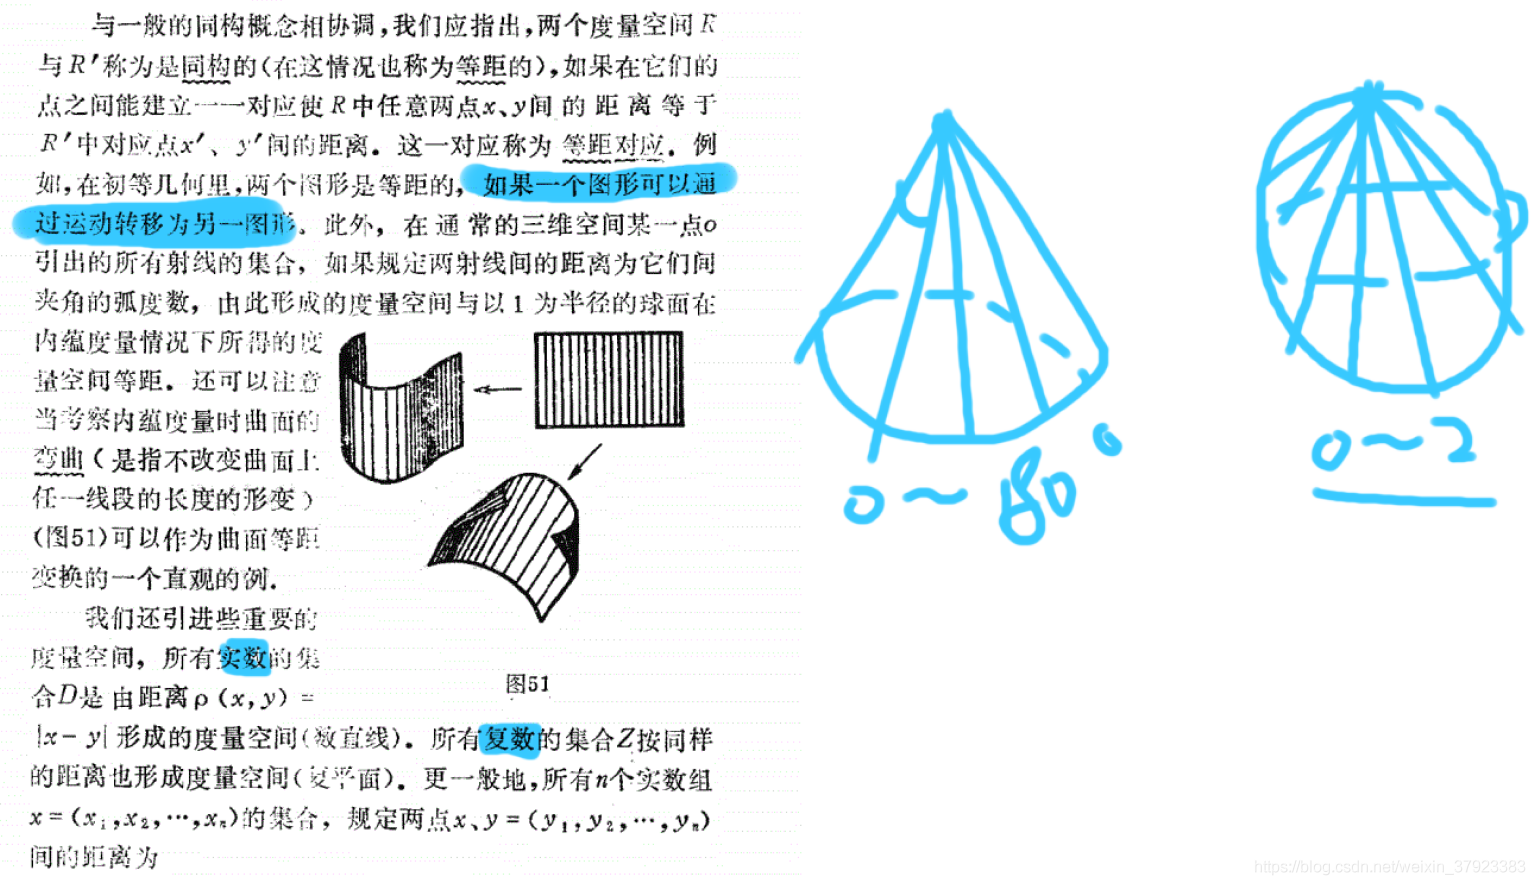 与一般的同构概念相协调，我们应指出，两个度量空间R
与R′称为是同构的（在这情况也称为等距的），如果在它们的
点之间能建立一一对应使R中任意两点x、y间的距离等于
R′中对应点x′、y′间的距离．这一对应称为等距对应．例
如，在初等几何里，两个图形是等距的，如果一个图形可以通
过运动转移为另一图形．此外，在通常的三维空间某一点o
引出的所有射线的集合，如果规定两射线间的距离为它们间
夹角的弧度数，由此形成的度量空间与以1为半径的球面在
内蕴度量情况下所得的度
量空间等距．还可以注意
当考察内蕴度量时曲面的
弯曲（是指不改变曲面上
任一线段的长度的形变）
（图51）可以作为曲面等距
变换的一个直观的例．
图51
我们还引进些重要的
度量空间，所有实数的集
合D是由距离ρ(x,y)=
|x-y|形成的度量空间（数直线）．所有复数的集合Z按同样
的距离也形成度量空间（复平面）．更一般地，所有n个实数组
x=(x₁,x₂,…,xₙ)的集合，规定两点x、y=(y₁,y₂,…,yₙ)
间的距离为
0~2
https://blog.csdn.net/weixin_37923383